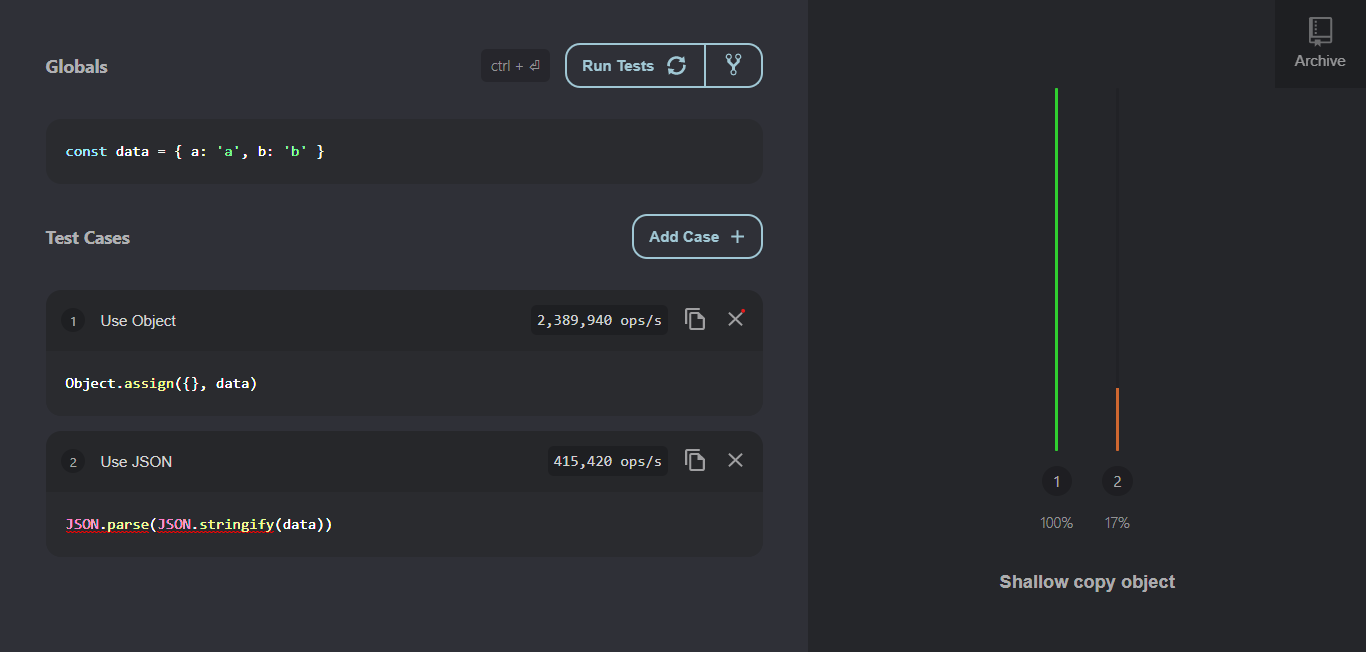 Globals
ctrl + ⏎
Run Tests
Archive
const data = { a: 'a', b: 'b' }
Test Cases
Add Case +
1 Use Object 2,389,940 ops/s
Object.assign({}, data)
2 Use JSON 415,420 ops/s
JSON.parse(JSON.stringify(data))
1 2
100% 17%
Shallow copy object